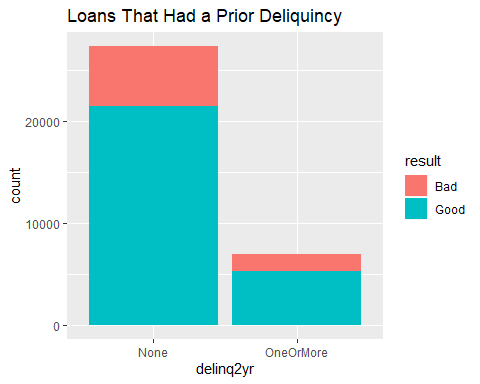 Loans That Had a Prior Deliquincy
count
20000
10000
0
None
OneOrMore
delinq2yr
result
Bad
Good